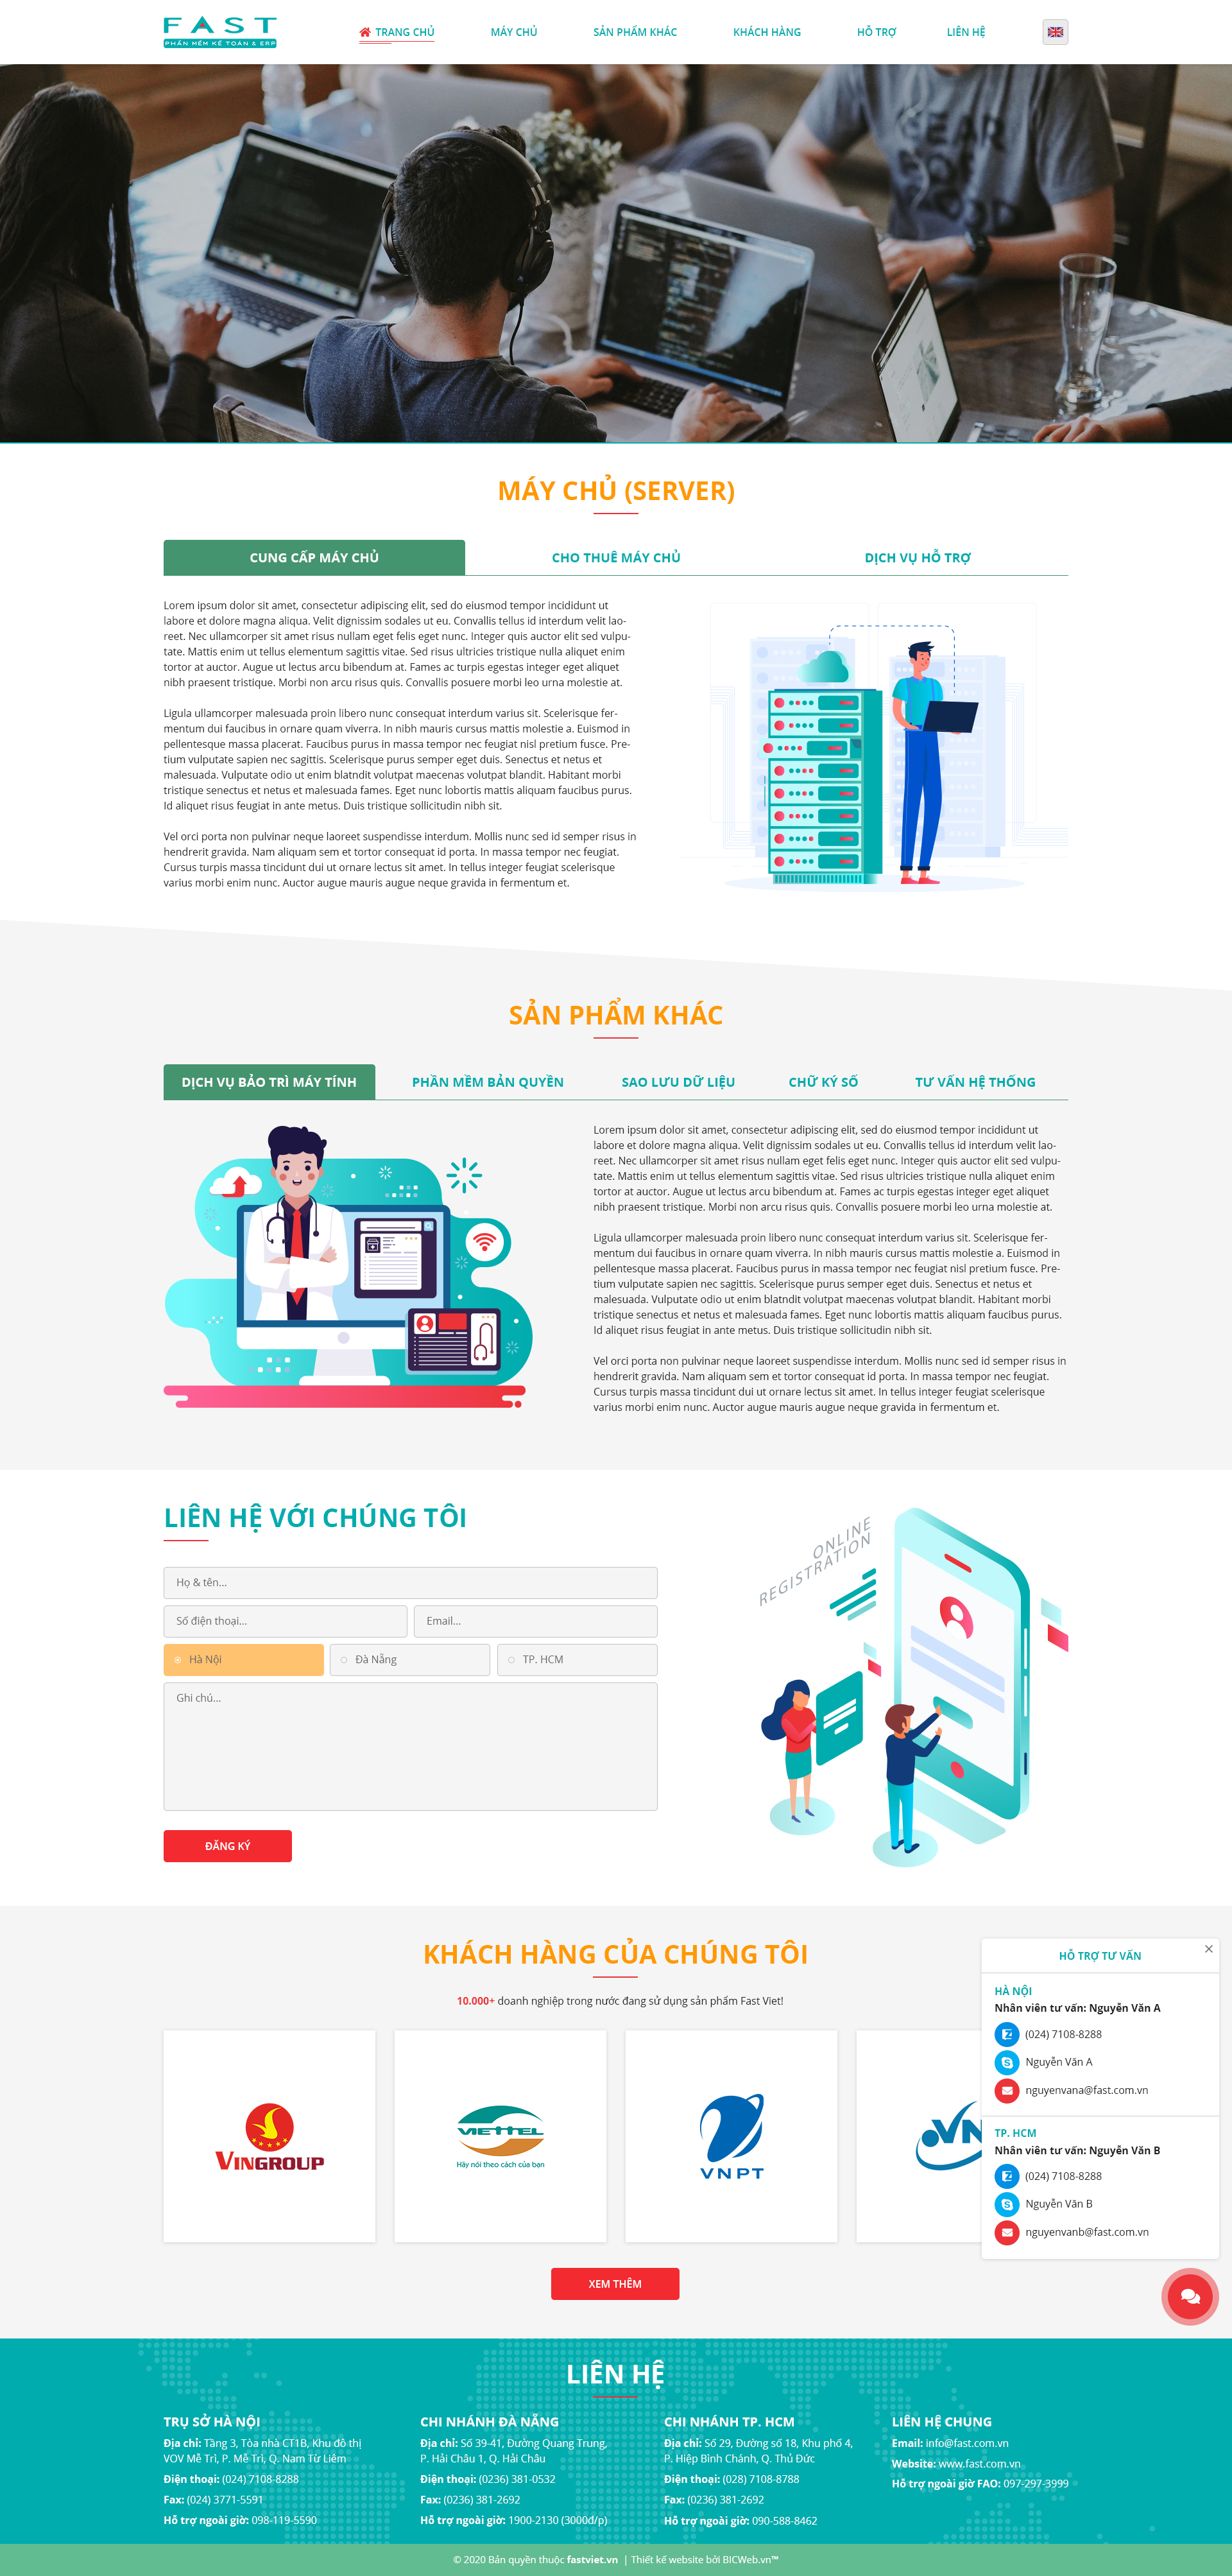 FAST
PHẦN MỀM KẾ TOÁN & ERP
TRANG CHỦ
MÁY CHỦ
SẢN PHẨM KHÁC
KHÁCH HÀNG
HỖ TRỢ
LIÊN HỆ
MÁY CHỦ (SERVER)
CUNG CẤP MÁY CHỦ
CHO THUÊ MÁY CHỦ
DỊCH VỤ HỖ TRỢ
Lorem ipsum dolor sit amet, consectetur adipiscing elit, sed do eiusmod tempor incididunt ut
labore et dolore magna aliqua. Velit dignissim sodales ut eu. Convallis tellus id interdum velit lao-
reet. Nec ullamcorper sit amet risus nullam eget felis eget nunc. Integer quis auctor elit sed vulpu-
tate. Mattis enim ut tellus elementum sagittis vitae. Sed risus ultricies tristique nulla aliquet enim
tortor at auctor. Augue ut lectus arcu bibendum at. Fames ac turpis egestas integer eget aliquet
nibh praesent tristique. Morbi non arcu risus quis. Convallis posuere morbi leo urna molestie at.
Ligula ullamcorper malesuada proin libero nunc consequat interdum varius sit. Scelerisque fer-
mentum dui faucibus in ornare quam viverra. In nibh mauris cursus mattis molestie a. Euismod in
pellentesque massa placerat. Faucibus purus in massa tempor nec feugiat nisl pretium fusce. Pre-
tium vulputate sapien nec sagittis. Scelerisque purus semper eget duis. Senectus et netus et
malesuada. Vulputate odio ut enim blatndit volutpat maecenas volutpat blandit. Habitant morbi
tristique senectus et netus et malesuada fames. Eget nunc lobortis mattis aliquam faucibus purus.
Id aliquet risus feugiat in ante metus. Duis tristique sollicitudin nibh sit.
Vel orci porta non pulvinar neque laoreet suspendisse interdum. Mollis nunc sed id semper risus in
hendrerit gravida. Nam aliquam sem et tortor consequat id porta. In massa tempor nec feugiat.
Cursus turpis massa tincidunt dui ut ornare lectus sit amet. In tellus integer feugiat scelerisque
varius morbi enim nunc. Auctor augue mauris augue neque gravida in fermentum et.
SẢN PHẨM KHÁC
DỊCH VỤ BẢO TRÌ MÁY TÍNH
PHẦN MỀM BẢN QUYỀN
SAO LƯU DỮ LIỆU
CHỮ KÝ SỐ
TƯ VẤN HỆ THỐNG
Lorem ipsum dolor sit amet, consectetur adipiscing elit, sed do eiusmod tempor incididunt ut
labore et dolore magna aliqua. Velit dignissim sodales ut eu. Convallis tellus id interdum velit lao-
reet. Nec ullamcorper sit amet risus nullam eget felis eget nunc. Integer quis auctor elit sed vulpu-
tate. Mattis enim ut tellus elementum sagittis vitae. Sed risus ultricies tristique nulla aliquet enim
tortor at auctor. Augue ut lectus arcu bibendum at. Fames ac turpis egestas integer eget aliquet
nibh praesent tristique. Morbi non arcu risus quis. Convallis posuere morbi leo urna molestie at.
Ligula ullamcorper malesuada proin libero nunc consequat interdum varius sit. Scelerisque fer-
mentum dui faucibus in ornare quam viverra. In nibh mauris cursus mattis molestie a. Euismod in
pellentesque massa placerat. Faucibus purus in massa tempor nec feugiat nisl pretium fusce. Pre-
tium vulputate sapien nec sagittis. Scelerisque purus semper eget duis. Senectus et netus et
malesuada. Vulputate odio ut enim blatndit volutpat maecenas volutpat blandit. Habitant morbi
tristique senectus et netus et malesuada fames. Eget nunc lobortis mattis aliquam faucibus purus.
Id aliquet risus feugiat in ante metus. Duis tristique sollicitudin nibh sit.
Vel orci porta non pulvinar neque laoreet suspendisse interdum. Mollis nunc sed id semper risus in
hendrerit gravida. Nam aliquam sem et tortor consequat id porta. In massa tempor nec feugiat.
Cursus turpis massa tincidunt dui ut ornare lectus sit amet. In tellus integer feugiat scelerisque
varius morbi enim nunc. Auctor augue mauris augue neque gravida in fermentum et.
LIÊN HỆ VỚI CHÚNG TÔI
Họ & tên...
Số điện thoại...
Email...
Hà Nội
Đà Nẵng
TP. HCM
Ghi chú...
ĐĂNG KÝ
ONLINE
REGISTRATION
KHÁCH HÀNG CỦA CHÚNG TÔI
10.000+ doanh nghiệp trong nước đang sử dụng sản phẩm Fast Viet!
VINGROUP
VIETTEL
Hãy nói theo cách của bạn
VNPT
VN
XEM THÊM
HỖ TRỢ TƯ VẤN
HÀ NỘI
Nhân viên tư vấn: Nguyễn Văn A
(024) 7108-8288
Nguyễn Văn A
nguyenvana@fast.com.vn
TP. HCM
Nhân viên tư vấn: Nguyễn Văn B
(024) 7108-8288
Nguyễn Văn B
nguyenvanb@fast.com.vn
LIÊN HỆ
TRỤ SỞ HÀ NỘI
Địa chỉ: Tầng 3, Tòa nhà CT1B, Khu đô thị
VOV Mễ Trì, P. Mễ Trì, Q. Nam Từ Liêm
Điện thoại: (024) 7108-8288
Fax: (024) 3771-5591
Hỗ trợ ngoài giờ: 098-119-5590
CHI NHÁNH ĐÀ NẴNG
Địa chỉ: Số 39-41, Đường Quang Trung,
P. Hải Châu 1, Q. Hải Châu
Điện thoại: (0236) 381-0532
Fax: (0236) 381-2692
Hỗ trợ ngoài giờ: 1900-2130 (3000đ/p)
CHI NHÁNH TP. HCM
Địa chỉ: Số 29, Đường số 18, Khu phố 4,
P. Hiệp Bình Chánh, Q. Thủ Đức
Điện thoại: (028) 7108-8788
Fax: (0236) 381-2692
Hỗ trợ ngoài giờ: 090-588-8462
LIÊN HỆ CHUNG
Email: info@fast.com.vn
Website: www.fast.com.vn
Hỗ trợ ngoài giờ FAO: 097-297-3999
© 2020 Bản quyền thuộc fastviet.vn | Thiết kế website bởi BICWeb.vn™